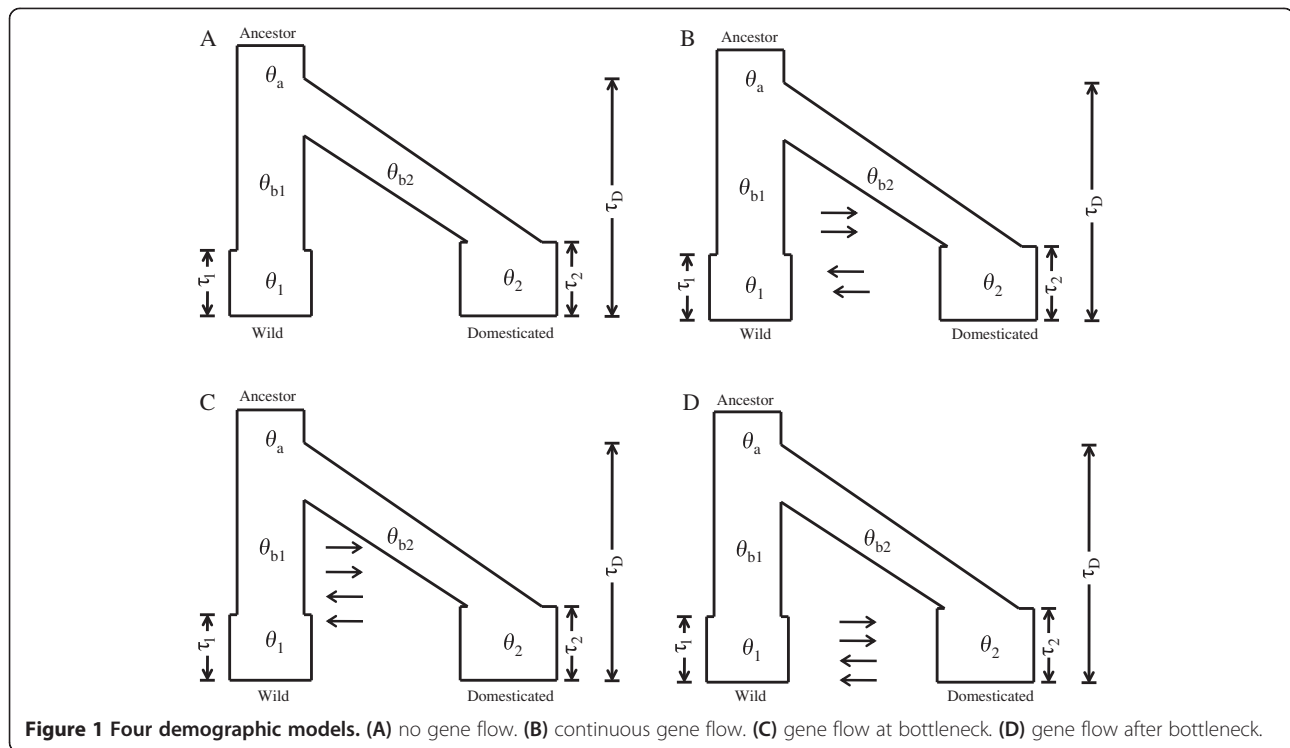 A
Ancestor
θa
θb1
θb2
τD
τ1
θ1
θ2
τ2
Wild
Domesticated
B
Ancestor
θa
θb1
θb2
τD
τ1
θ1
θ2
τ2
Wild
Domesticated
C
Ancestor
θa
θb1
θb2
τD
τ1
θ1
θ2
τ2
Wild
Domesticated
D
Ancestor
θa
θb1
θb2
τD
τ1
θ1
θ2
τ2
Wild
Domesticated
Figure 1 Four demographic models. (A) no gene flow. (B) continuous gene flow. (C) gene flow at bottleneck. (D) gene flow after bottleneck.